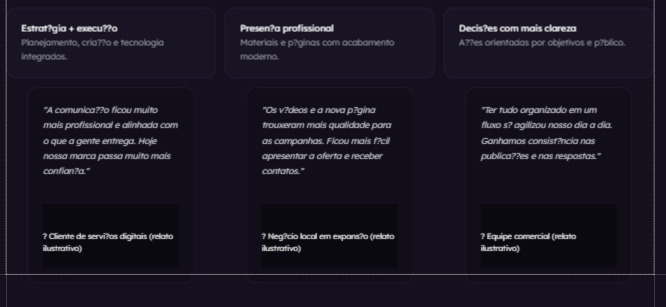 Estrat?gia + execu??o
Planejamento, cria??o e tecnologia
integrados.
Presen?a profissional
Materiais e p?ginas com acabamento
moderno.
Decis?es com mais clareza
A??es orientadas por objetivos e p?blico.
"A comunica??o ficou muito
mais profissional e alinhada com
o que a gente entrega. Hoje
nossa marca passa muito mais
confian?a."
? Cliente de servi?os digitais (relato
ilustrativo)
"Os v?deos e a nova p?gina
trouxeram mais qualidade para
as campanhas. Ficou mais f?cil
apresentar a oferta e receber
contatos."
? Neg?cio local em expans?o (relato
ilustrativo)
"Ter tudo organizado em um
fluxo s? agilizou nosso dia a dia.
Ganhamos consist?ncia nas
publica??es e nas respostas."
? Equipe comercial (relato
ilustrativo)